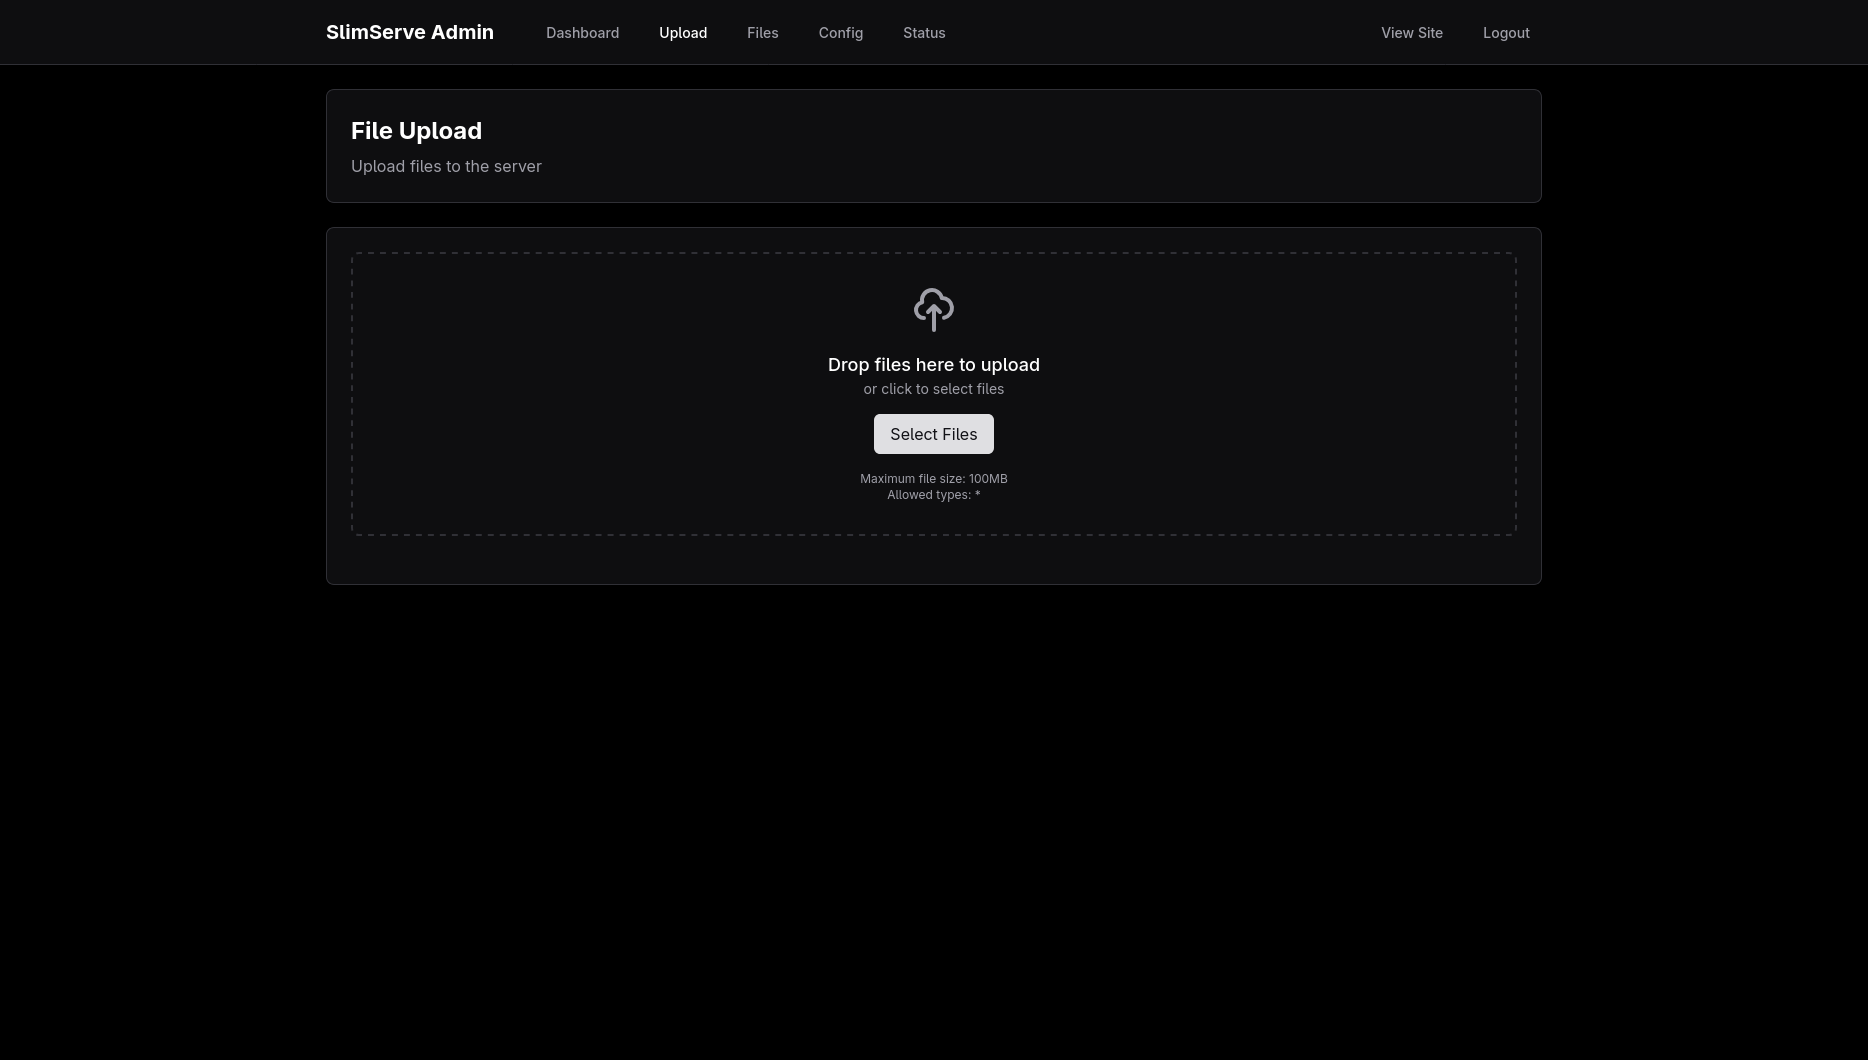 SlimServe Admin
Dashboard
Upload
Files
Config
Status
View Site
Logout
File Upload
Upload files to the server
Drop files here to upload
or click to select files
Select Files
Maximum file size: 100MB
Allowed types: *